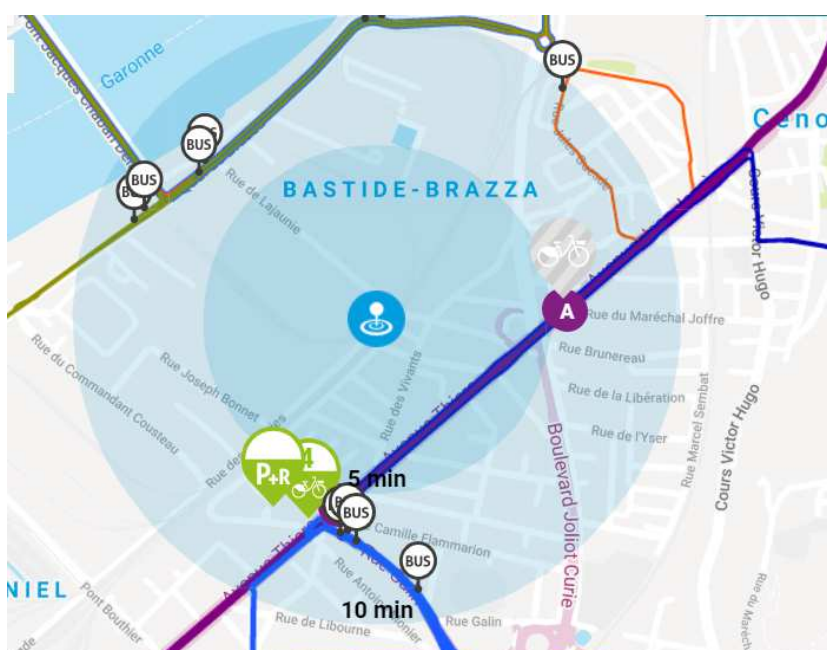 Garonne
BUS
BUS
BUS
Rue de Lajaunie
BASTIDE-BRAZZA
Ceno
Cours Victor Hugo
A
Rue du Maréchal Joffre
Rue Brunereau
Rue de la Libération
Rue de l'Yser
Rue Marcel Sembat
Cours Victor Hugo
Boulevard Joliot Curie
Rue du Commandant Cousteau
Rue Joseph Bonnet
Rue des Vivants
Avenue Thiers
P+R
4
5 min
BUS
Camille Flammarion
BUS
10 min
Rue Galin
Rue de Libourne
Pont Bouthier
NIEL